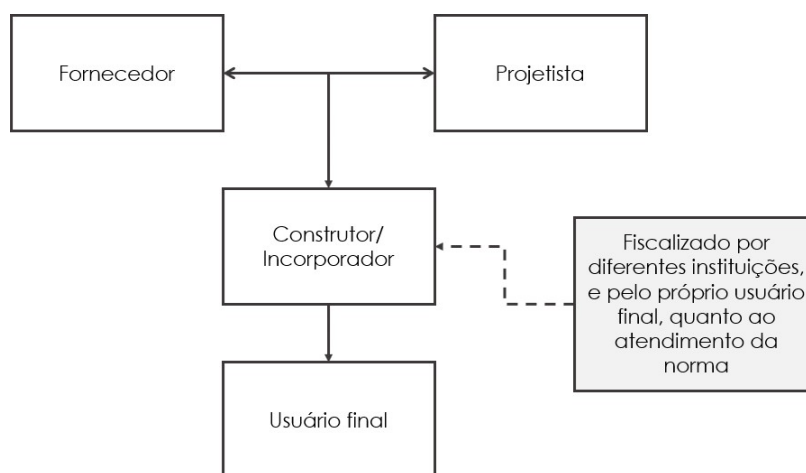 Fornecedor
Projetista
Construtor/
Incorporador
Fiscalizado por
diferentes instituições,
e pelo próprio usuário
final, quanto ao
atendimento da
norma
Usuário final